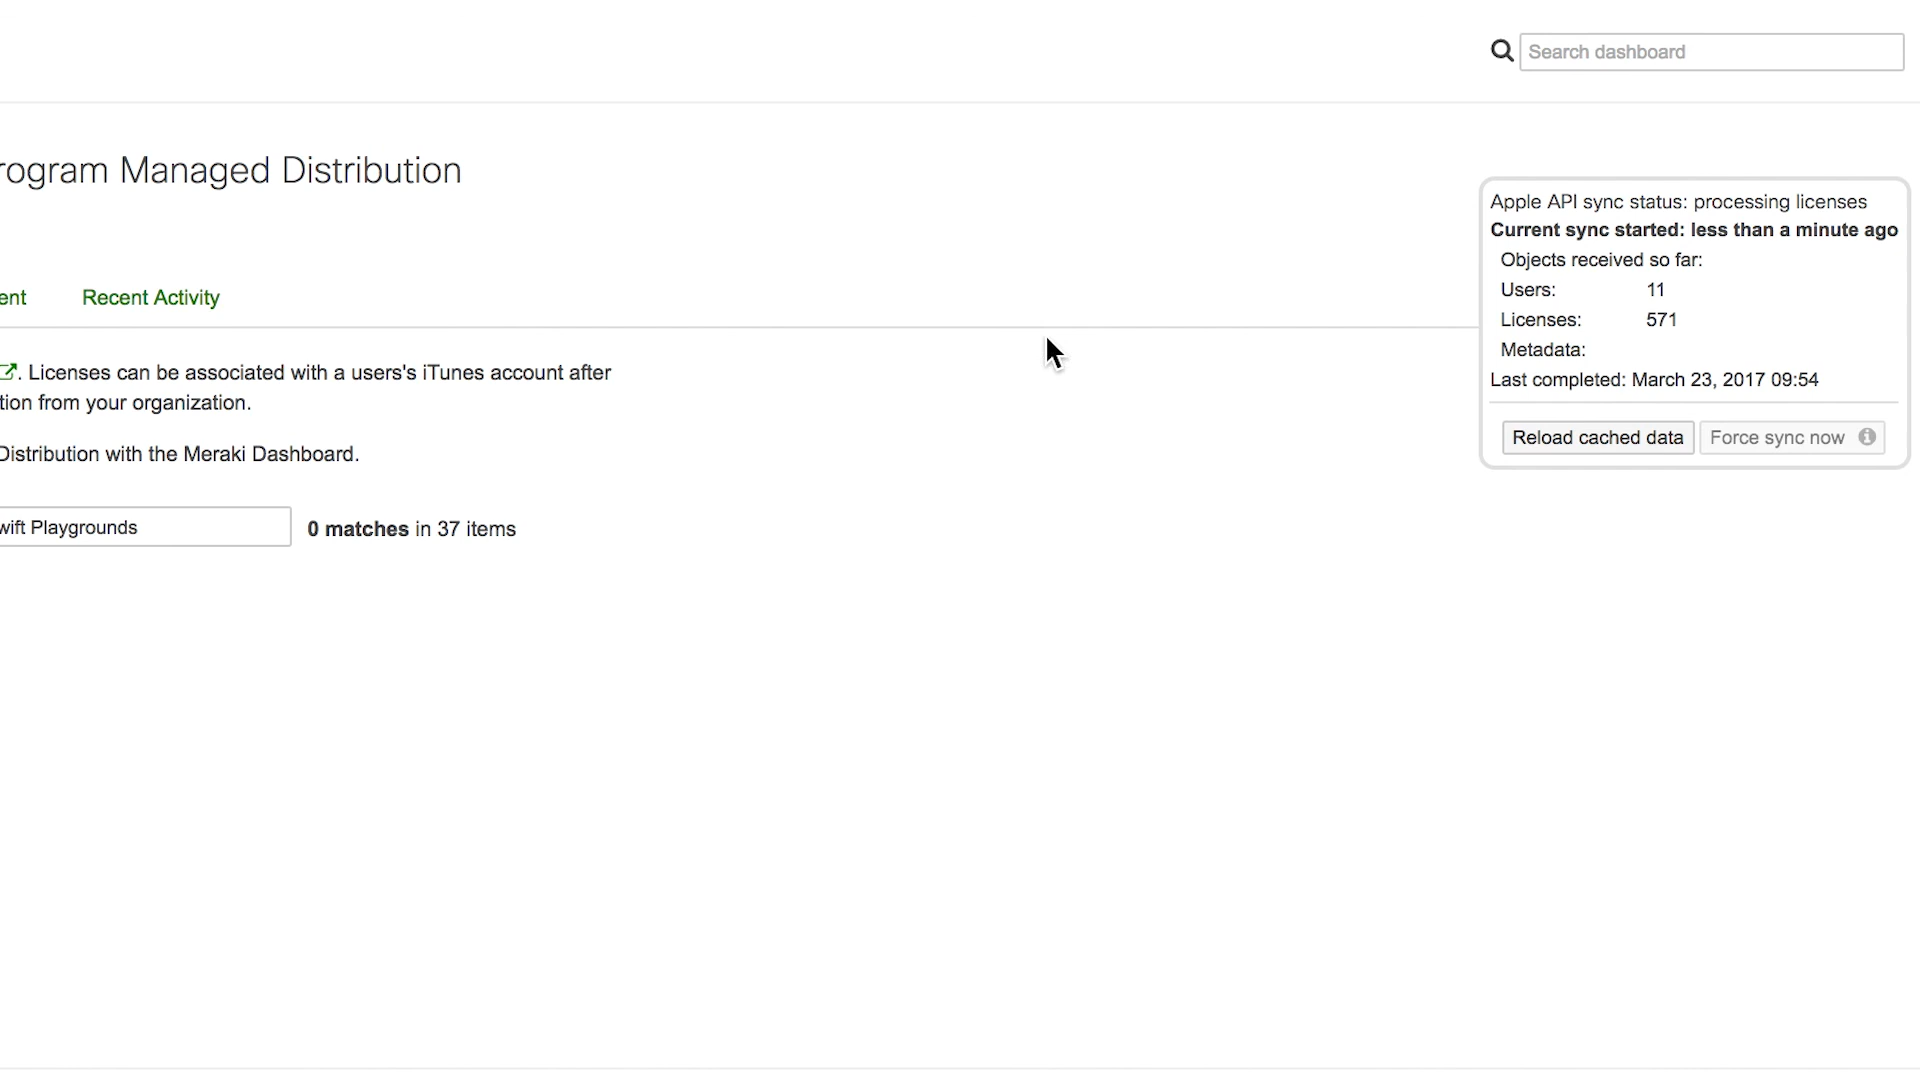 Search dashboard
rogram Managed Distribution
Apple API sync status: processing licenses
Current sync started: less than a minute ago
Objects received so far:
Users: 11
Licenses: 571
Metadata:
Last completed: March 23, 2017 09:54
Reload cached data
Force sync now
ent
Recent Activity
. Licenses can be associated with a users's iTunes account after
tion from your organization.
Distribution with the Meraki Dashboard.
wift Playgrounds
0 matches in 37 items